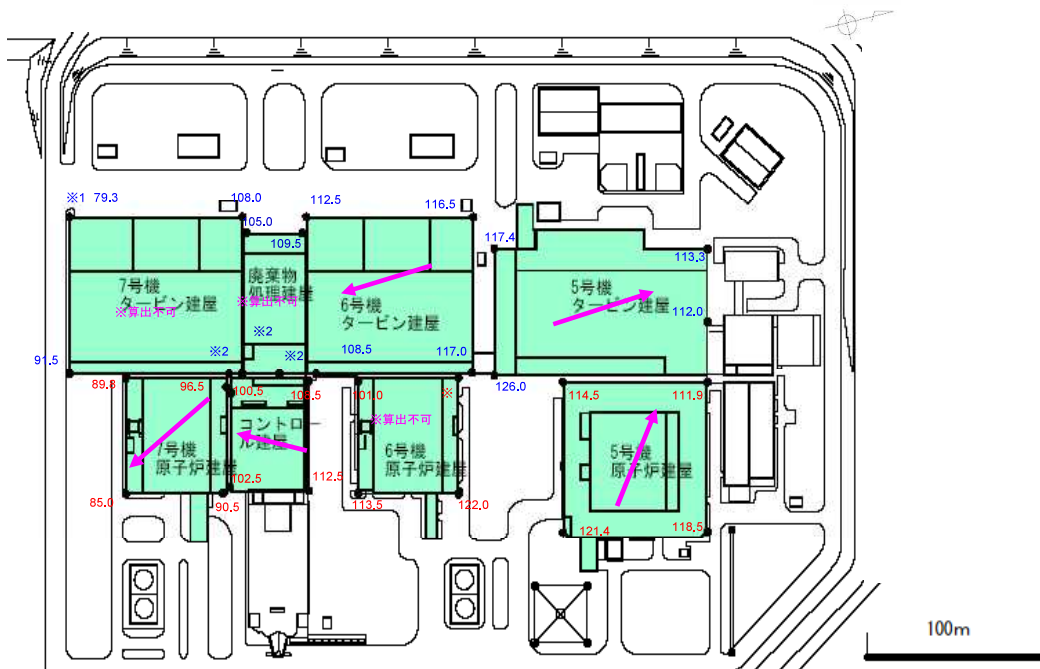 ※1 79.3
108.0
112.5
116.5
105.0
109.5
117.4
113.3
7号機
タービン建屋
※算出不可
廃棄物
処理建屋
※算出不可
6号機
タービン建屋
5号機
タービン建屋
112.0
※2
91.5
※2
※2
108.5
117.0
126.0
89.8
96.5
100.5
108.5
101.0
※
114.5
111.9
※算出不可
コントロー
ル建屋
7号機
原子炉建屋
6号機
原子炉建屋
5号機
原子炉建屋
102.5
112.5
85.0
90.5
113.5
122.0
121.4
118.5
100m